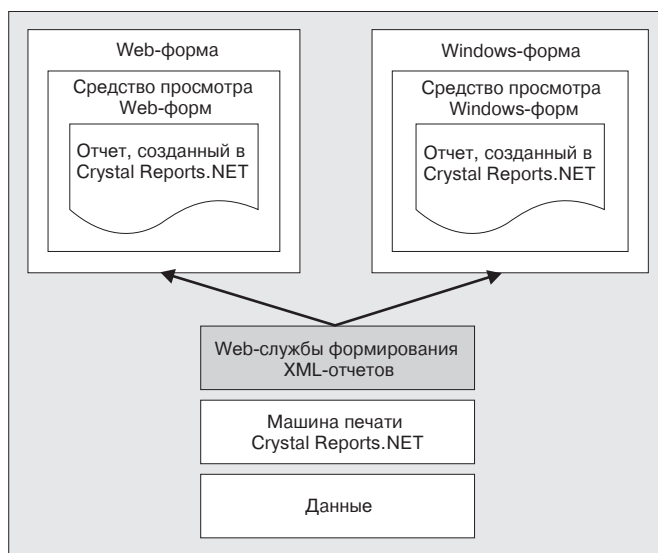 Web-форма
Средство просмотра
Web-форм
Отчет, созданный в
Crystal Reports.NET
Windows-форма
Средство просмотра
Windows-форм
Отчет, созданный в
Crystal Reports.NET
Web-службы формирования
XML-отчетов
Машина печати
Crystal Reports.NET
Данные